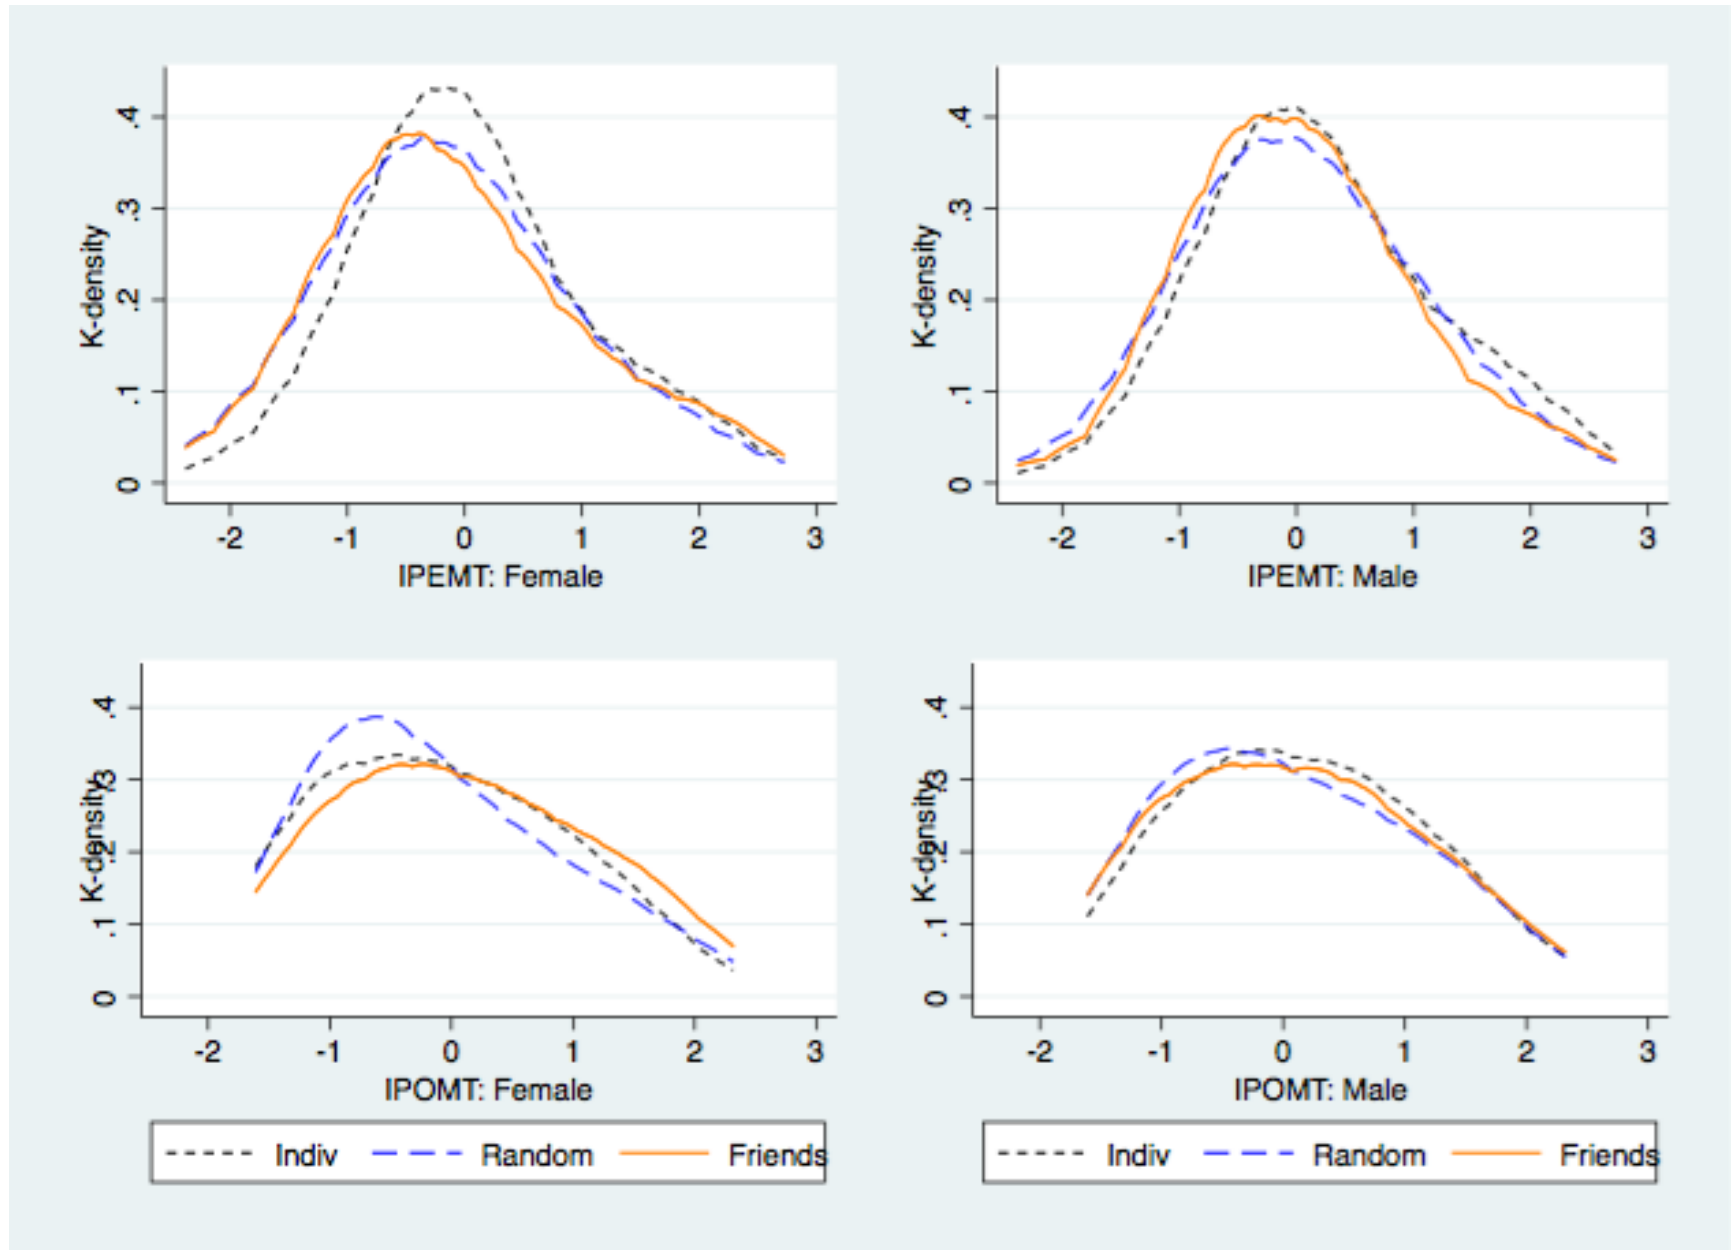 K-density
.4
.3
.2
.1
0
-2 -1 0 1 2 3
IPEMT: Female
K-density
.4
.3
.2
.1
0
-2 -1 0 1 2 3
IPEMT: Male
K-density
.4
.3
.2
.1
0
-2 -1 0 1 2 3
IPOMT: Female
Indiv Random Friends
K-density
.4
.3
.2
.1
0
-2 -1 0 1 2 3
IPOMT: Male
Indiv Random Friends